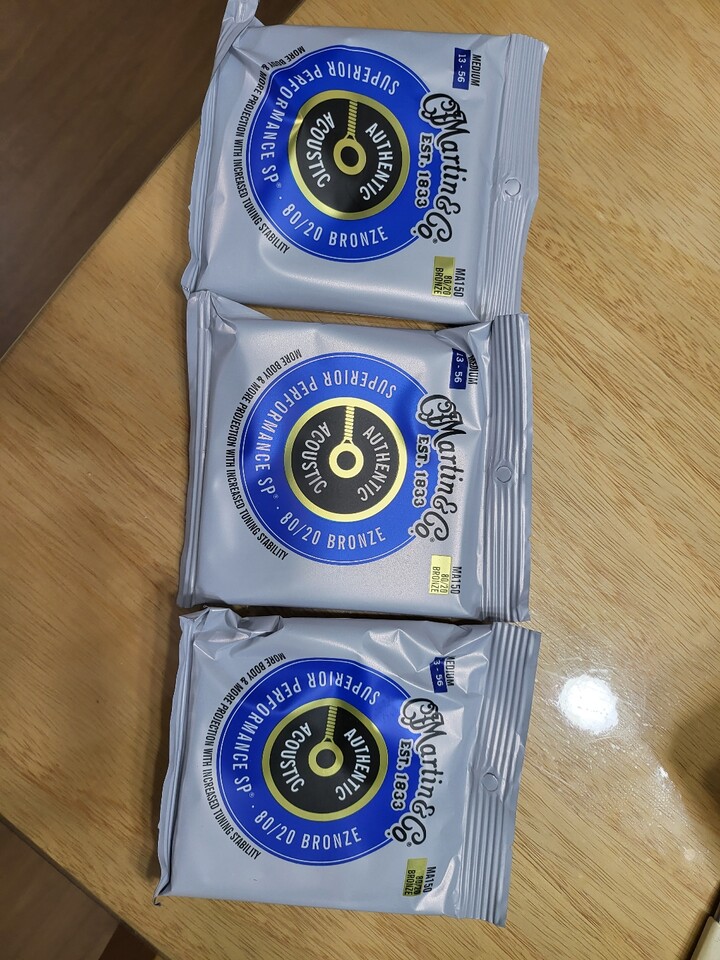 MEDIUM
13 - 56
Martin & Co.
EST. 1833
MA150
80/20
BRONZE
SUPERIOR PERFORMANCE SP® · 80/20 BRONZE
AUTHENTIC
ACOUSTIC
MORE BODY & MORE PROJECTION WITH INCREASED TUNING STABILITY
MEDIUM
13 - 56
Martin & Co.
EST. 1833
MA150
80/20
BRONZE
SUPERIOR PERFORMANCE SP® · 80/20 BRONZE
AUTHENTIC
ACOUSTIC
MORE BODY & MORE PROJECTION WITH INCREASED TUNING STABILITY
MEDIUM
3 - 56
Martin & Co.
EST. 1833
MA150
80/20
BRONZE
SUPERIOR PERFORMANCE SP® · 80/20 BRONZE
AUTHENTIC
ACOUSTIC
MORE BODY & MORE PROJECTION WITH INCREASED TUNING STABILITY